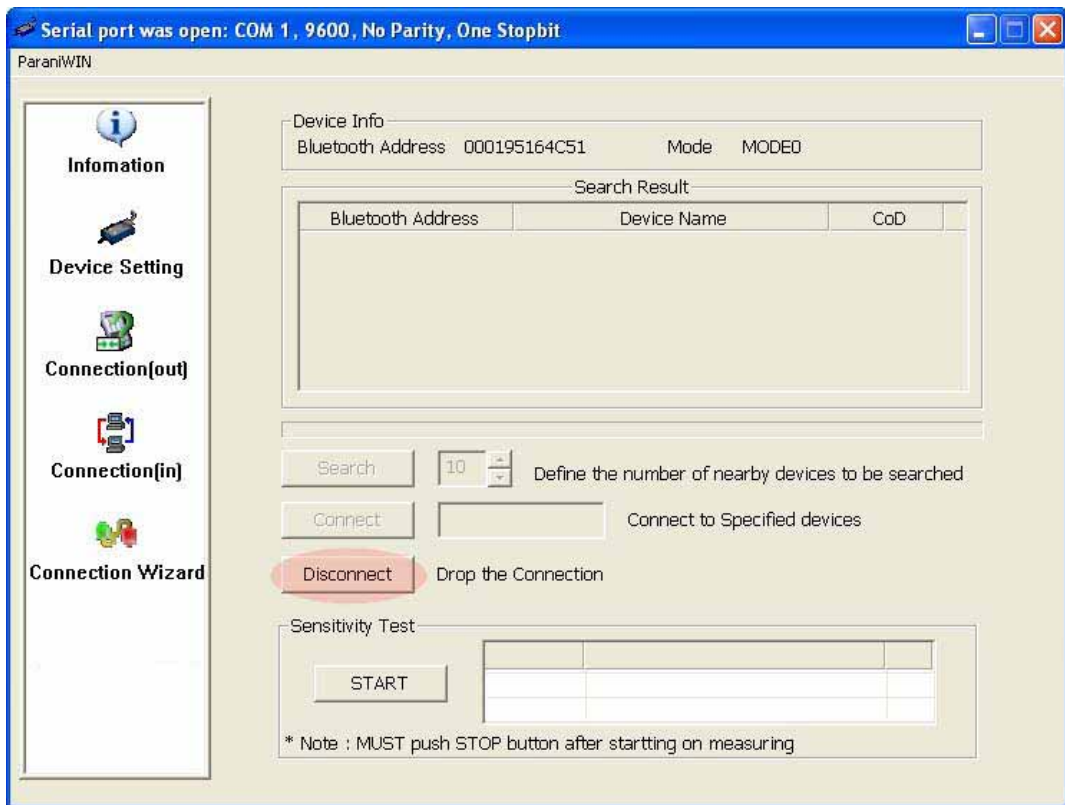 Serial port was open: COM 1, 9600, No Parity, One Stopbit
ParaniWIN
Infomation
Device Setting
Connection(out)
Connection(in)
Connection Wizard
Device Info
Bluetooth Address 000195164C51 Mode MODE0
Search Result
Bluetooth Address Device Name CoD
Search 10 Define the number of nearby devices to be searched
Connect Connect to Specified devices
Disconnect Drop the Connection
Sensitivity Test
START
* Note : MUST push STOP button after startting on measuring